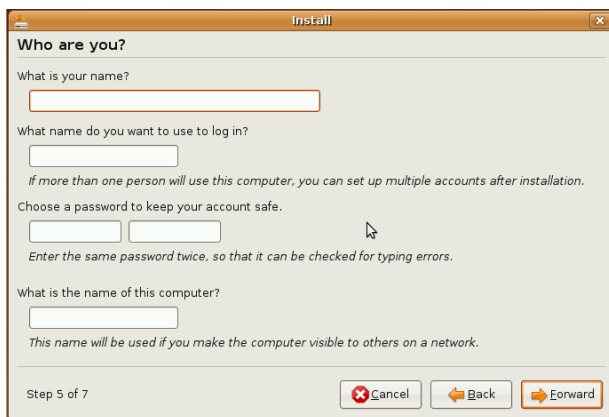 Install
Who are you?
What is your name?
What name do you want to use to log in?
If more than one person will use this computer, you can set up multiple accounts after installation.
Choose a password to keep your account safe.
Enter the same password twice, so that it can be checked for typing errors.
What is the name of this computer?
This name will be used if you make the computer visible to others on a network.
Step 5 of 7
Cancel
Back
Forward